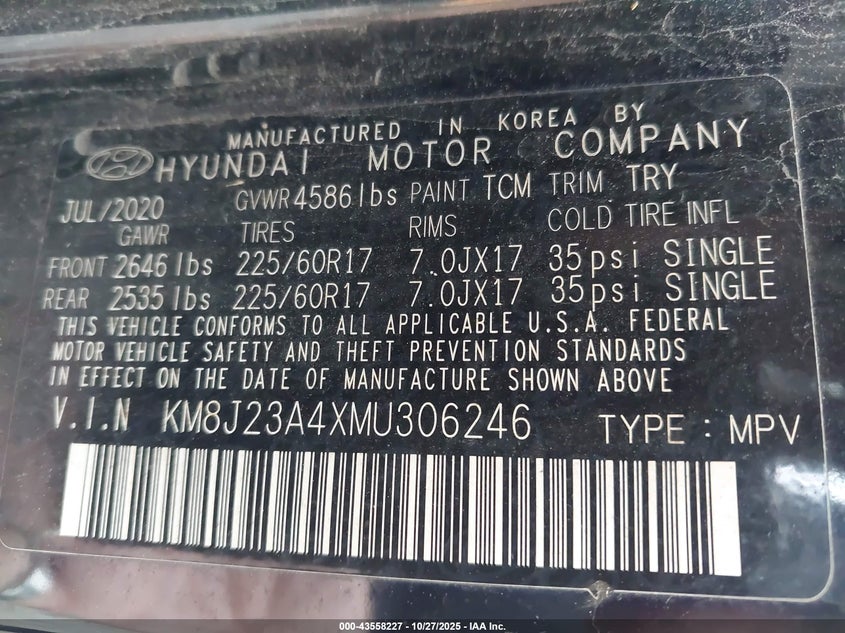 MANUFACTURED IN KOREA BY
HYUNDAI MOTOR COMPANY
JUL/2020 GVWR 4586 lbs PAINT TCM TRIM TRY
GAWR TIRES RIMS COLD TIRE INFL
FRONT 2646 lbs 225/60R17 7.0JX17 35psi SINGLE
REAR 2535 lbs 225/60R17 7.0JX17 35psi SINGLE
THIS VEHICLE CONFORMS TO ALL APPLICABLE U.S.A. FEDERAL
MOTOR VEHICLE SAFETY AND THEFT PREVENTION STANDARDS
IN EFFECT ON THE DATE OF MANUFACTURE SHOWN ABOVE
V.I.N KM8J23A4XMU306246 TYPE : MPV
000-43558227 - 10/27/2025 - IAA Inc.